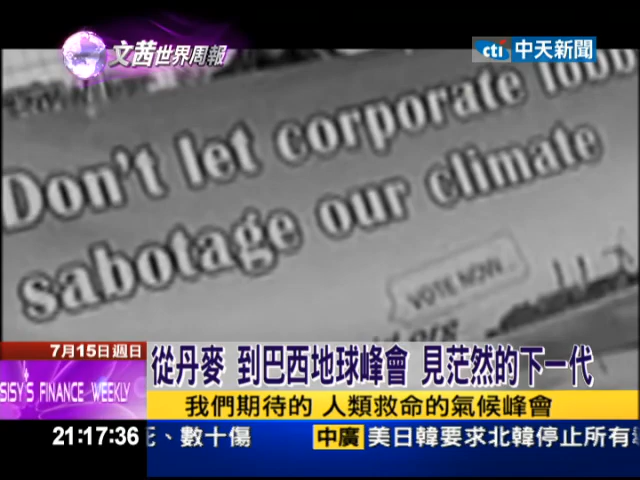 文茜世界周報
cti 中天新聞
Don't let corporate lobb
sabotage our climate
VOTE NOW...
7月15日週日
從丹麥 到巴西地球峰會 見茫然的下一代
SISY'S FINANCE WEEKLY
我們期待的 人類救命的氣候峰會
21:17:36
死、數十傷 中廣 美日韓要求北韓停止所有